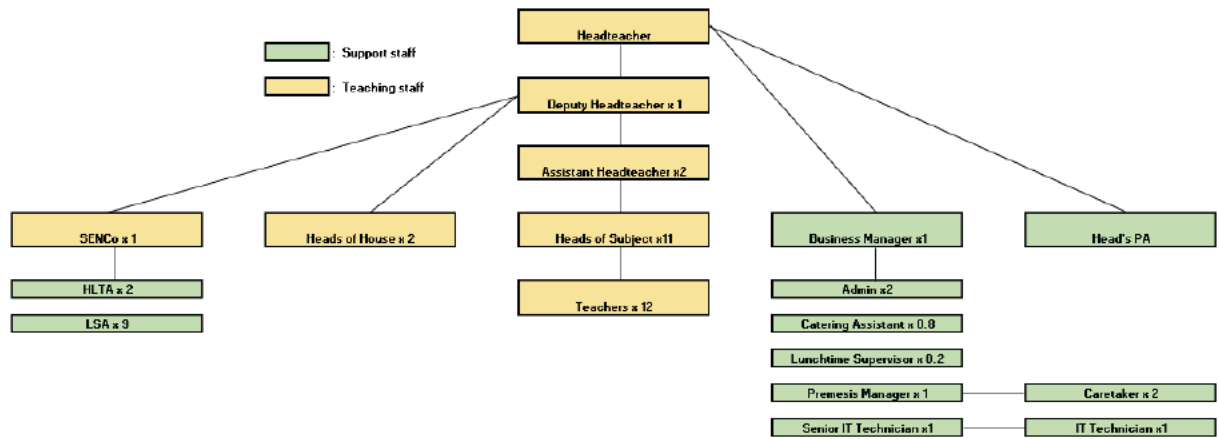 Headteacher
: Support staff
: Teaching staff
Deputy Headteacher x 1
Assistant Headteacher x2
SENCo x 1
Heads of House x 2
Heads of Subject x11
Business Manager x1
Head's PA
HLTA x 2
Admin x2
LSA x 9
Teachers x 12
Catering Assistant x 0.8
Lunchtime Supervisor x 0.2
Premesis Manager x 1
Caretaker x 2
Senior IT Technician x1
IT Technician x1